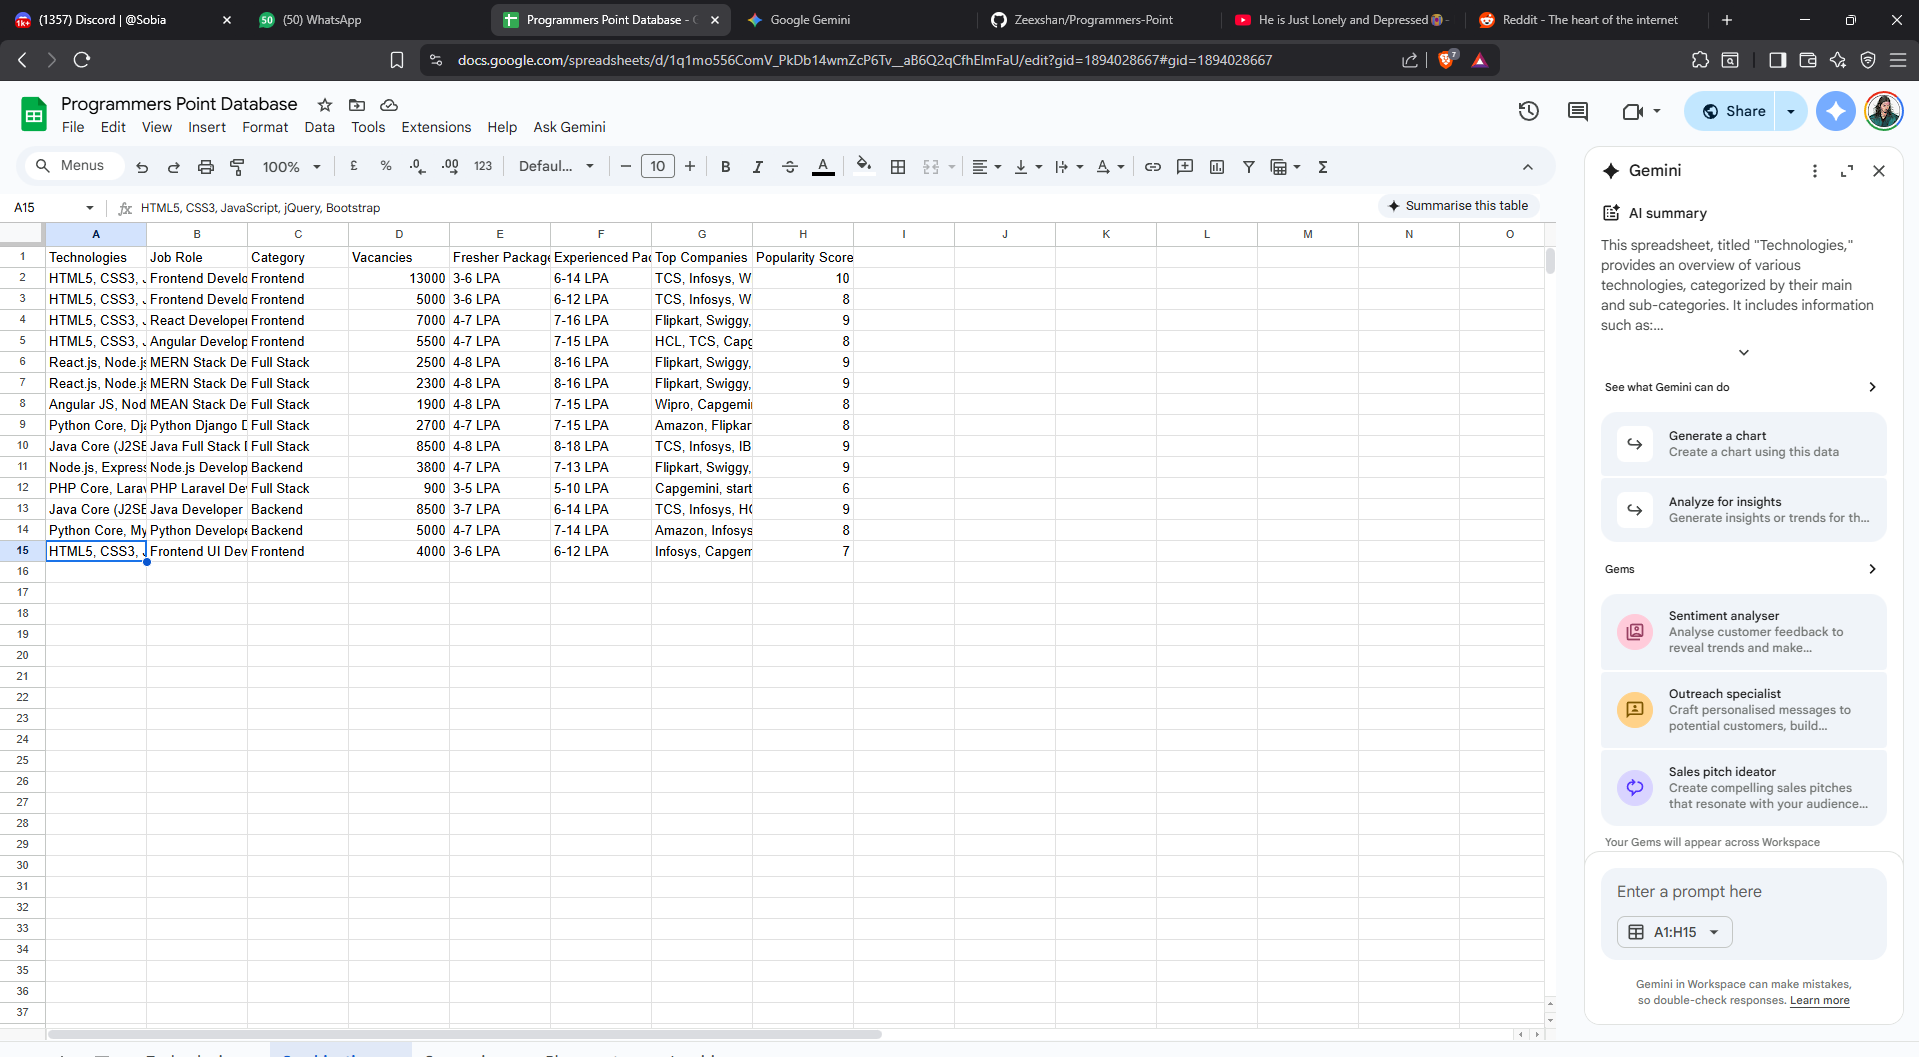 (1357) Discord | @Sobia
(50) WhatsApp
Programmers Point Database -
Google Gemini
Zeexshan/Programmers-Point
He is Just Lonely and Depressed
Reddit - The heart of the internet
docs.google.com/spreadsheets/d/1q1mo556ComV_PkDb14wmZcP6Tv__aB6Q2qCfhElmFaU/edit?gid=1894028667#gid=1894028667
Programmers Point Database
File Edit View Insert Format Data Tools Extensions Help Ask Gemini
Share
Menus 100% £ % .0 .00 123 Defaul... 10 B I A Σ
A15 fx HTML5, CSS3, JavaScript, jQuery, Bootstrap
Summarise this table
A B C D E F G H I J K L M N O
1 Technologies Job Role Category Vacancies Fresher Package Experienced Pac Top Companies Popularity Score
2 HTML5, CSS3, J Frontend Develo Frontend 13000 3-6 LPA 6-14 LPA TCS, Infosys, W 10
3 HTML5, CSS3, J Frontend Develo Frontend 5000 3-6 LPA 6-12 LPA TCS, Infosys, W 8
4 HTML5, CSS3, J React Developer Frontend 7000 4-7 LPA 7-16 LPA Flipkart, Swiggy, 9
5 HTML5, CSS3, J Angular Develop Frontend 5500 4-7 LPA 7-15 LPA HCL, TCS, Capg 8
6 React.js, Node.js MERN Stack De Full Stack 2500 4-8 LPA 8-16 LPA Flipkart, Swiggy, 9
7 React.js, Node.js MERN Stack De Full Stack 2300 4-8 LPA 8-16 LPA Flipkart, Swiggy, 9
8 Angular JS, Nod MEAN Stack De Full Stack 1900 4-8 LPA 7-15 LPA Wipro, Capgemi 8
9 Python Core, Dja Python Django D Full Stack 2700 4-7 LPA 7-15 LPA Amazon, Flipkar 8
10 Java Core (J2SE Java Full Stack Full Stack 8500 4-8 LPA 8-18 LPA TCS, Infosys, IB 9
11 Node.js, Express Node.js Develop Backend 3800 4-7 LPA 7-13 LPA Flipkart, Swiggy, 9
12 PHP Core, Larav PHP Laravel Dev Full Stack 900 3-5 LPA 5-10 LPA Capgemini, start 6
13 Java Core (J2SE Java Developer Backend 8500 3-7 LPA 6-14 LPA TCS, Infosys, HC 9
14 Python Core, My Python Develope Backend 5000 4-7 LPA 7-14 LPA Amazon, Infosys 8
15 HTML5, CSS3, J Frontend UI Dev Frontend 4000 3-6 LPA 6-12 LPA Infosys, Capgem 7
16
17
18
19
20
21
22
23
24
25
26
27
28
29
30
31
32
33
34
35
36
37
Gemini
AI summary
This spreadsheet, titled "Technologies,"
provides an overview of various
technologies, categorized by their main
and sub-categories. It includes information
such as:...
See what Gemini can do
Generate a chart
Create a chart using this data
Analyze for insights
Generate insights or trends for th...
Gems
Sentiment analyser
Analyse customer feedback to
reveal trends and make...
Outreach specialist
Craft personalised messages to
potential customers, build...
Sales pitch ideator
Create compelling sales pitches
that resonate with your audience...
Your Gems will appear across Workspace
Enter a prompt here
A1:H15
Gemini in Workspace can make mistakes,
so double-check responses. Learn more